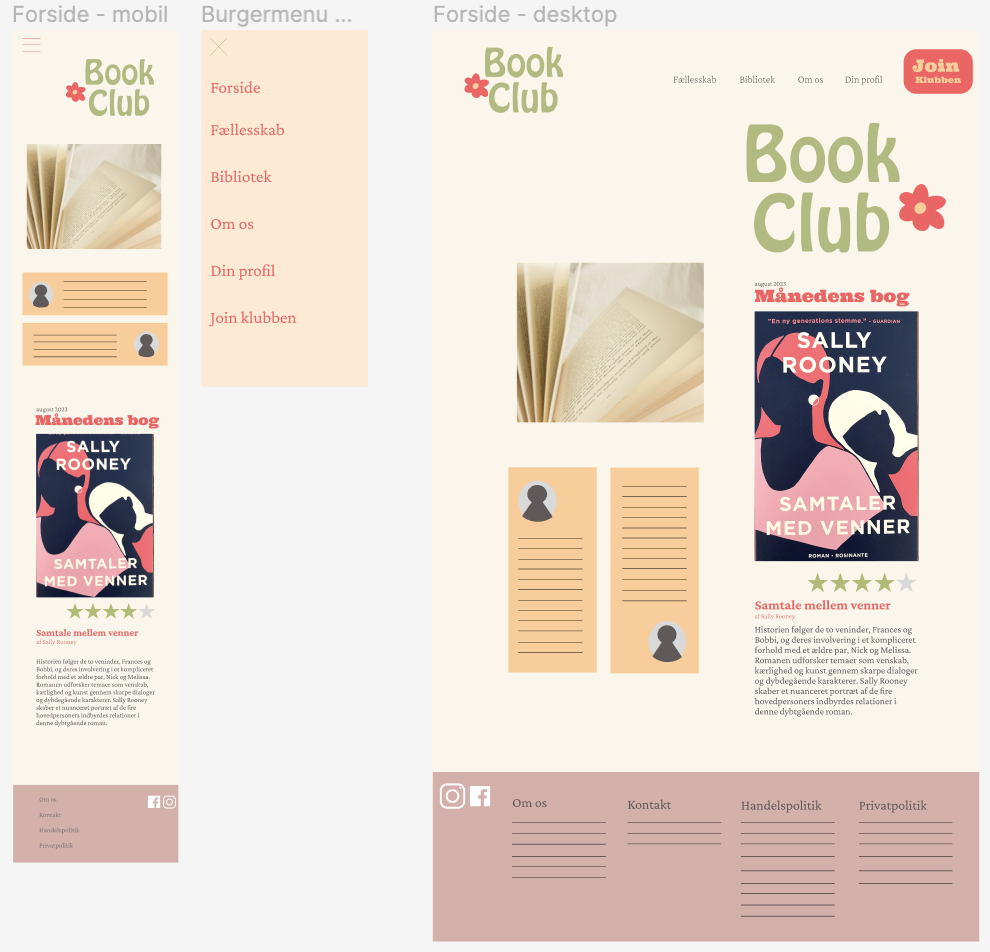 Forside - mobil
Book
Club
august 2023
Månedens bog
SALLY
ROONEY
SAMTALER
MED VENNER
Samtale mellem venner
af Sally Rooney
Historien følger de to veninder, Frances og
Bobbi, og deres involvering i et kompliceret
forhold med et ældre par, Nick og Melissa.
Romanen udforsker temaer som venskab,
kærlighed og kunst gennem skarpe dialoger
og dybdegående karakterer. Sally Rooney
skaber et nuanceret portræt af de fire
hovedpersoners indbyrdes relationer i
denne dybtgående roman.
Om os
Kontakt
Handelspolitik
Privatpolitik
Burgermenu ...
Forside
Fællesskab
Bibliotek
Om os
Din profil
Join klubben
Forside - desktop
Book
Club
Fællesskab
Bibliotek
Om os
Din profil
Join
Klubben
Book
Club
august 2023
Månedens bog
"En ny generations stemme." - GUARDIAN
SALLY
ROONEY
SAMTALER
MED VENNER
ROMAN • ROSINANTE
Samtale mellem venner
af Sally Rooney
Historien følger de to veninder, Frances og
Bobbi, og deres involvering i et kompliceret
forhold med et ældre par, Nick og Melissa.
Romanen udforsker temaer som venskab,
kærlighed og kunst gennem skarpe dialoger
og dybdegående karakterer. Sally Rooney
skaber et nuanceret portræt af de fire
hovedpersoners indbyrdes relationer i
denne dybtgående roman.
Om os
Kontakt
Handelspolitik
Privatpolitik